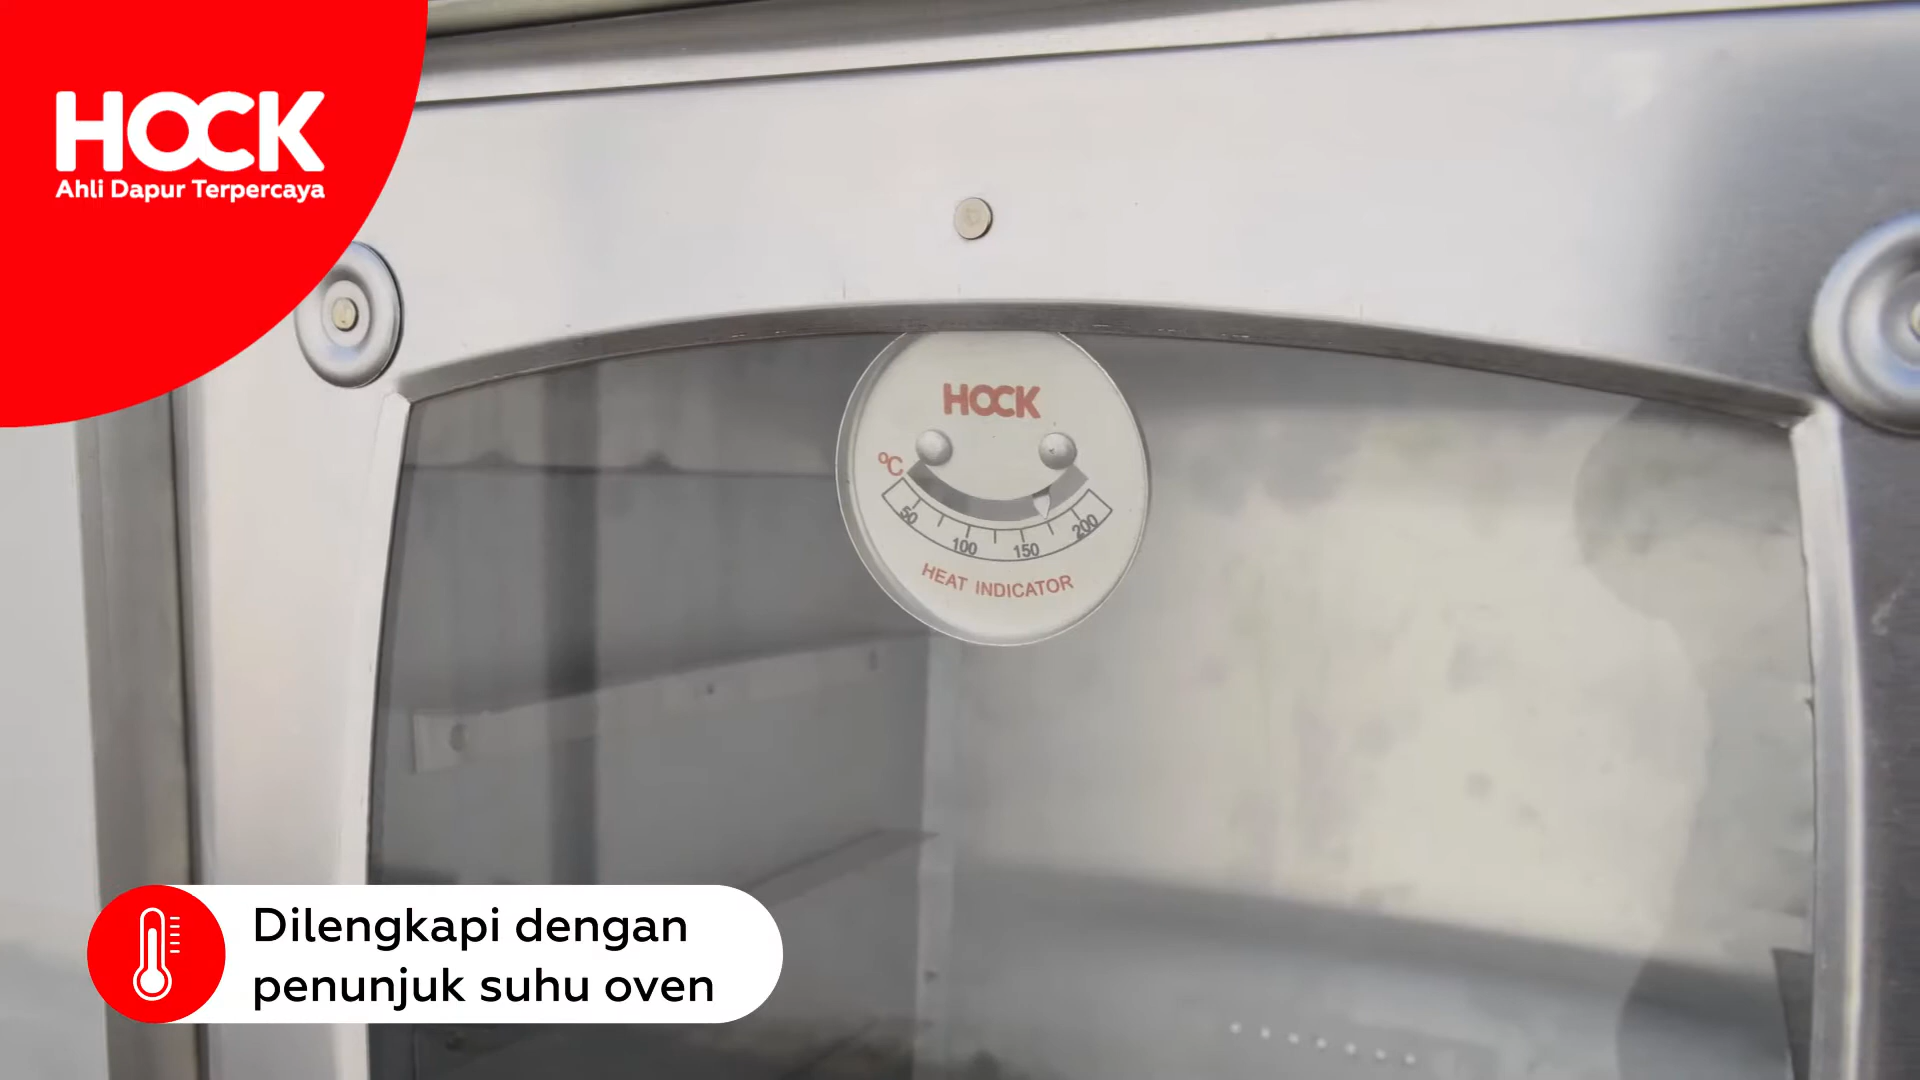 HOCK
Ahli Dapur Terpercaya
HOCK
°C
50
100
150
200
HEAT INDICATOR
Dilengkapi dengan
penunjuk suhu oven